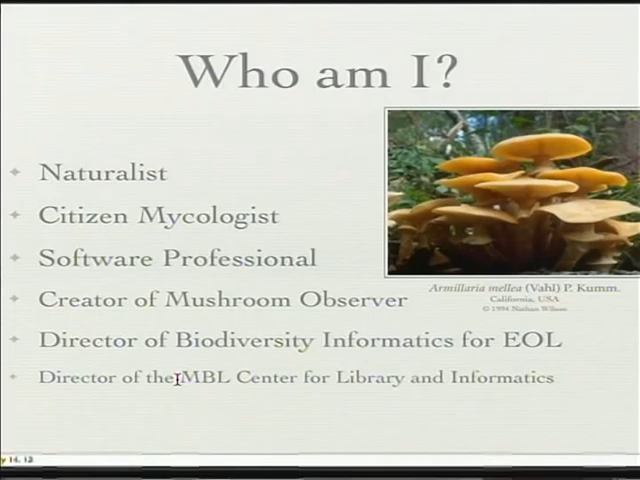 Who am I?
Naturalist
Citizen Mycologist
Software Professional
Creator of Mushroom Observer
Director of Biodiversity Informatics for EOL
Director of the MBL Center for Library and Informatics
Armillaria mellea (Vahl) P. Kumm.
California, USA
© 1994 Nathan Wilson